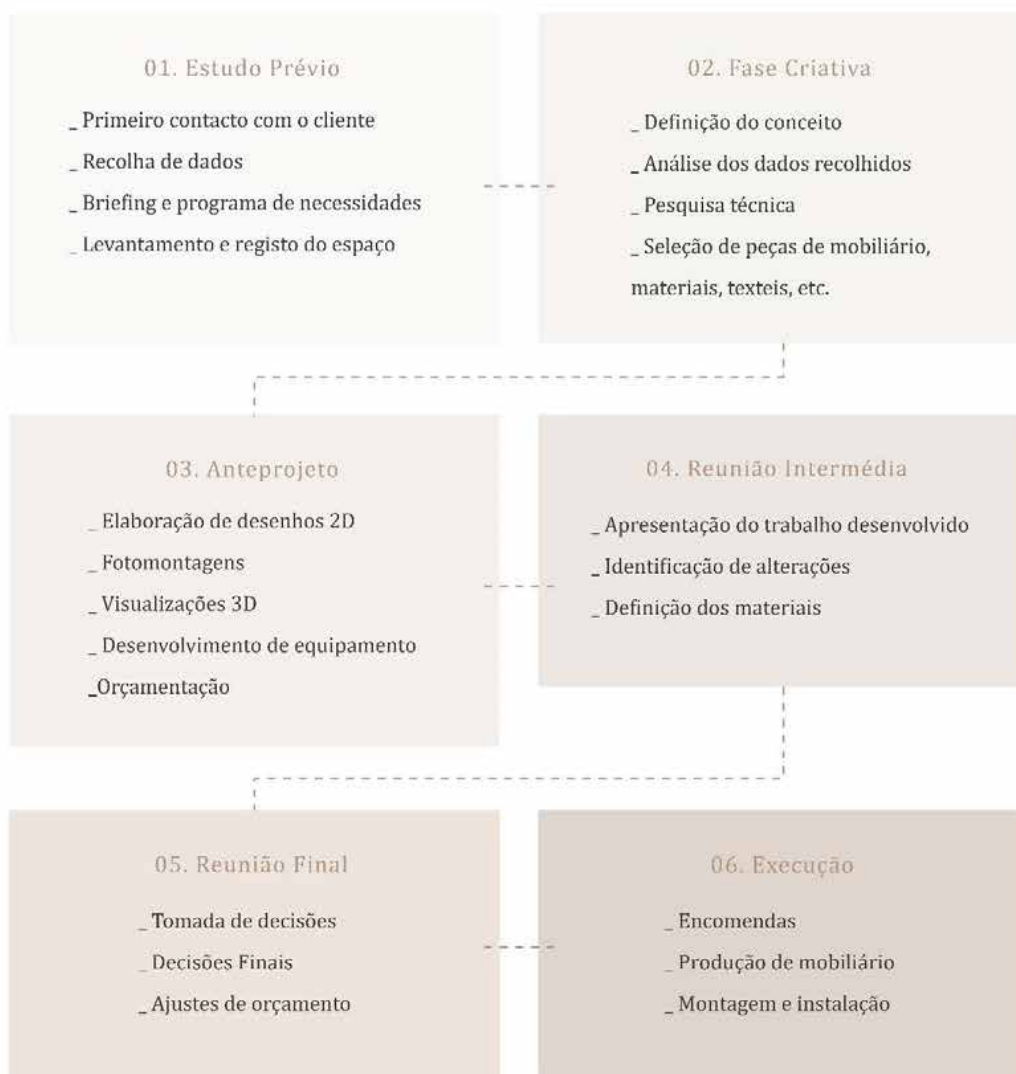 01. Estudo Prévio
_ Primeiro contacto com o cliente
_ Recolha de dados
_ Briefing e programa de necessidades
_ Levantamento e registo do espaço
02. Fase Criativa
_ Definição do conceito
_ Análise dos dados recolhidos
_ Pesquisa técnica
_ Seleção de peças de mobiliário,
materiais, texteis, etc.
03. Anteprojeto
_ Elaboração de desenhos 2D
_ Fotomontagens
_ Visualizações 3D
_ Desenvolvimento de equipamento
_Orçamentação
04. Reunião Intermédia
_ Apresentação do trabalho desenvolvido
_ Identificação de alterações
_ Definição dos materiais
05. Reunião Final
_ Tomada de decisões
_ Decisões Finais
_ Ajustes de orçamento
06. Execução
_ Encomendas
_ Produção de mobiliário
_ Montagem e instalação